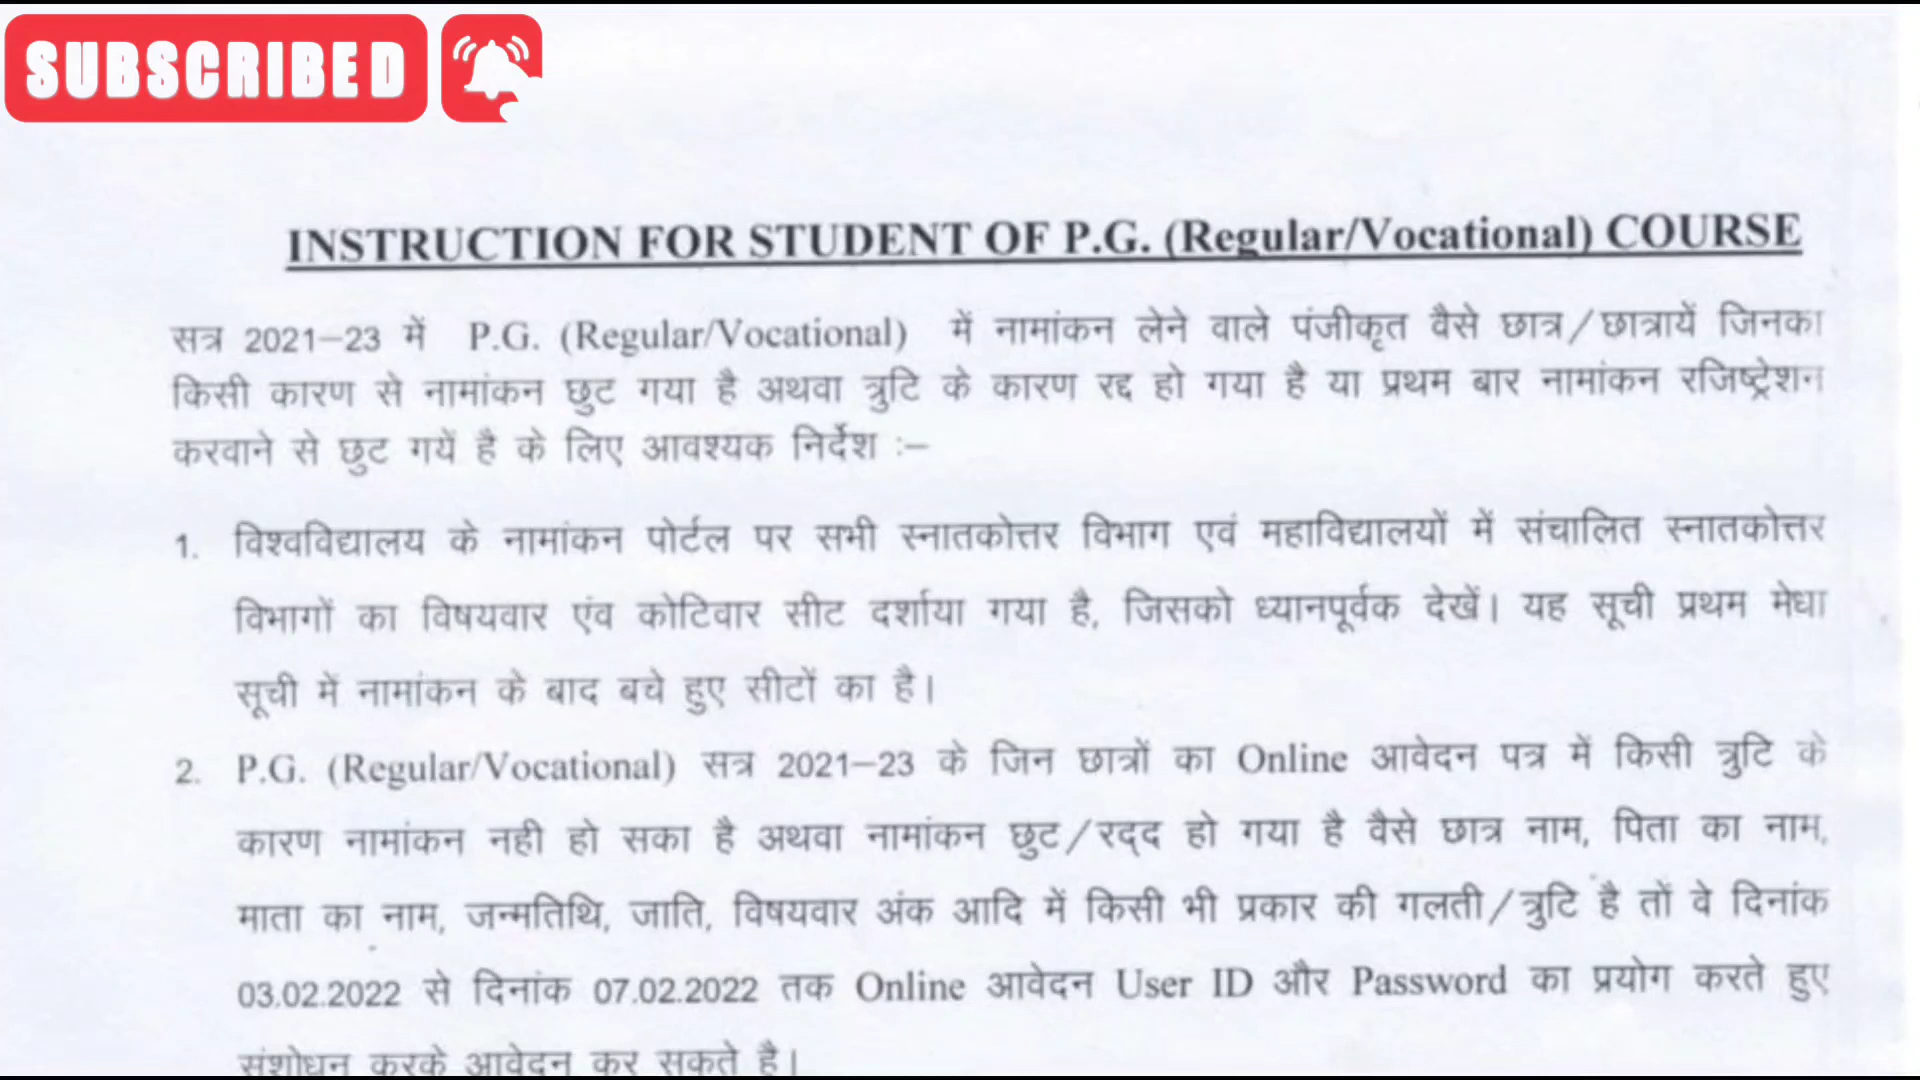 SUBSCRIBED
INSTRUCTION FOR STUDENT OF P.G. (Regular/Vocational) COURSE
सत्र 2021–23 में P.G. (Regular/Vocational) में नामांकन लेने वाले पंजीकृत वैसे छात्र/छात्रायें जिनका
किसी कारण से नामांकन छुट गया है अथवा त्रुटि के कारण रद्द हो गया है या प्रथम बार नामांकन रजिष्ट्रेशन
करवाने से छुट गयें है के लिए आवश्यक निर्देश :–
1. विश्वविद्यालय के नामांकन पोर्टल पर सभी स्नातकोत्तर विभाग एवं महाविद्यालयों में संचालित स्नातकोत्तर
विभागों का विषयवार एंव कोटिवार सीट दर्शाया गया है, जिसको ध्यानपूर्वक देखें। यह सूची प्रथम मेधा
सूची में नामांकन के बाद बचे हुए सीटों का है।
2. P.G. (Regular/Vocational) सत्र 2021–23 के जिन छात्रों का Online आवेदन पत्र में किसी त्रुटि के
कारण नामांकन नही हो सका है अथवा नामांकन छुट/रद्द हो गया है वैसे छात्र नाम, पिता का नाम,
माता का नाम, जन्मतिथि, जाति, विषयवार अंक आदि में किसी भी प्रकार की गलती/त्रुटि है तों वे दिनांक
03.02.2022 से दिनांक 07.02.2022 तक Online आवेदन User ID और Password का प्रयोग करते हुए
संशोधन करके आवेदन कर सकते है।